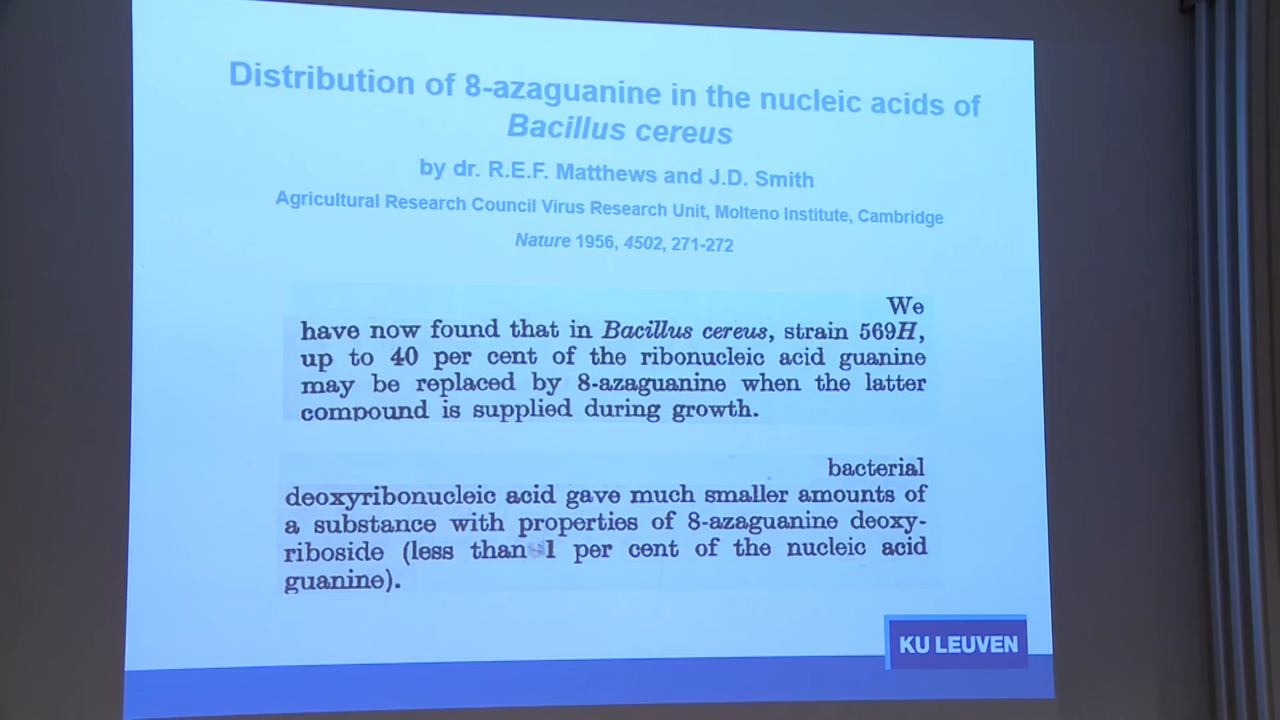 Distribution of 8-azaguanine in the nucleic acids of
Bacillus cereus
by dr. R.E.F. Matthews and J.D. Smith
Agricultural Research Council Virus Research Unit, Molteno Institute, Cambridge
Nature 1956, 4502, 271-272
We
have now found that in Bacillus cereus, strain 569H,
up to 40 per cent of the ribonucleic acid guanine
may be replaced by 8-azaguanine when the latter
compound is supplied during growth.
bacterial
deoxyribonucleic acid gave much smaller amounts of
a substance with properties of 8-azaguanine deoxy-
riboside (less than 1 per cent of the nucleic acid
guanine).
KU LEUVEN